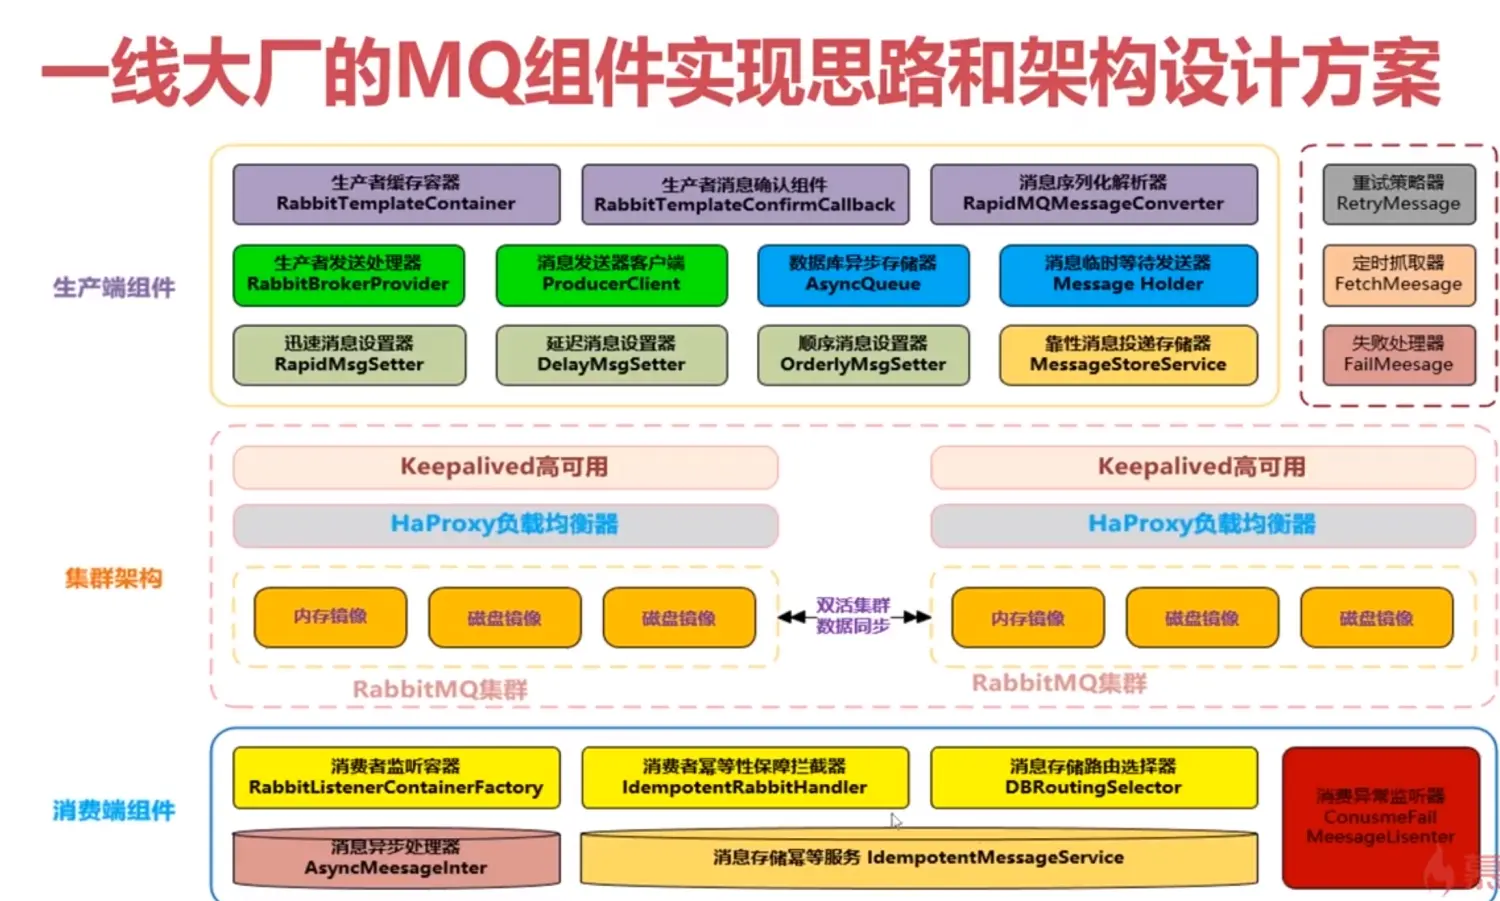 一线大厂的MQ组件实现思路和架构设计方案
生产端组件
生产者缓存容器
RabbitTemplateContainer
生产者消息确认组件
RabbitTemplateConfirmCallback
消息序列化解析器
RapidMQMessageConverter
生产者发送处理器
RabbitBrokerProvider
消息发送器客户端
ProducerClient
数据库异步存储器
AsyncQueue
消息临时等待发送器
Message Holder
迅速消息设置器
RapidMsgSetter
延迟消息设置器
DelayMsgSetter
顺序消息设置器
OrderlyMsgSetter
靠性消息投递存储器
MessageStoreService
重试策略器
RetryMessage
定时抓取器
FetchMeesage
失败处理器
FailMeesage
集群架构
Keepalived高可用
HaProxy负载均衡器
内存镜像
磁盘镜像
磁盘镜像
RabbitMQ集群
双活集群
数据同步
Keepalived高可用
HaProxy负载均衡器
内存镜像
磁盘镜像
磁盘镜像
RabbitMQ集群
消费端组件
消费者监听容器
RabbitListenerContainerFactory
消费者幂等性保障拦截器
IdempotentRabbitHandler
消息存储路由选择器
DBRoutingSelector
消息异步处理器
AsyncMeesageInter
消息存储幂等服务 IdempotentMessageService
消费异常监听器
ConusmeFail
MeesageLisenter